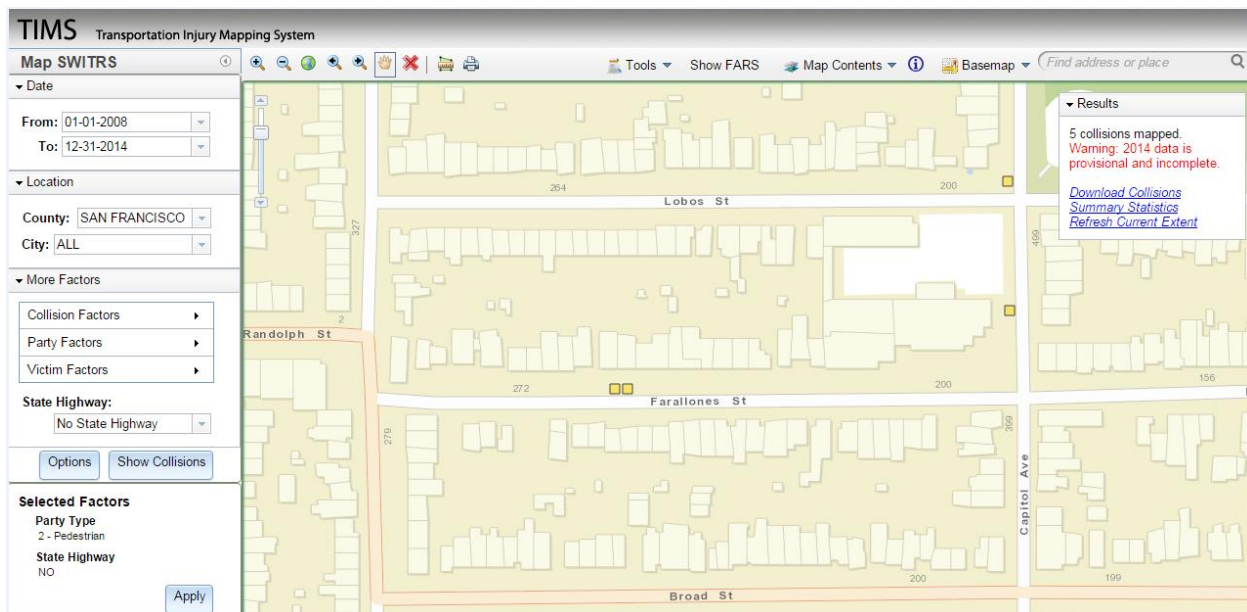 TIMS Transportation Injury Mapping System
Map SWITRS
Tools Show FARS Map Contents Basemap Find address or place
Date
From: 01-01-2008
To: 12-31-2014
Location
County: SAN FRANCISCO
City: ALL
More Factors
Collision Factors
Party Factors
Victim Factors
State Highway:
No State Highway
Options Show Collisions
Selected Factors
Party Type
2 - Pedestrian
State Highway
NO
Apply
Results
5 collisions mapped.
Warning: 2014 data is
provisional and incomplete.
Download Collisions
Summary Statistics
Refresh Current Extent
264
200
Lobos St
327
499
2
Randolph St
272
200
156
Farallones St
279
399
Capitol Ave
200
199
Broad St